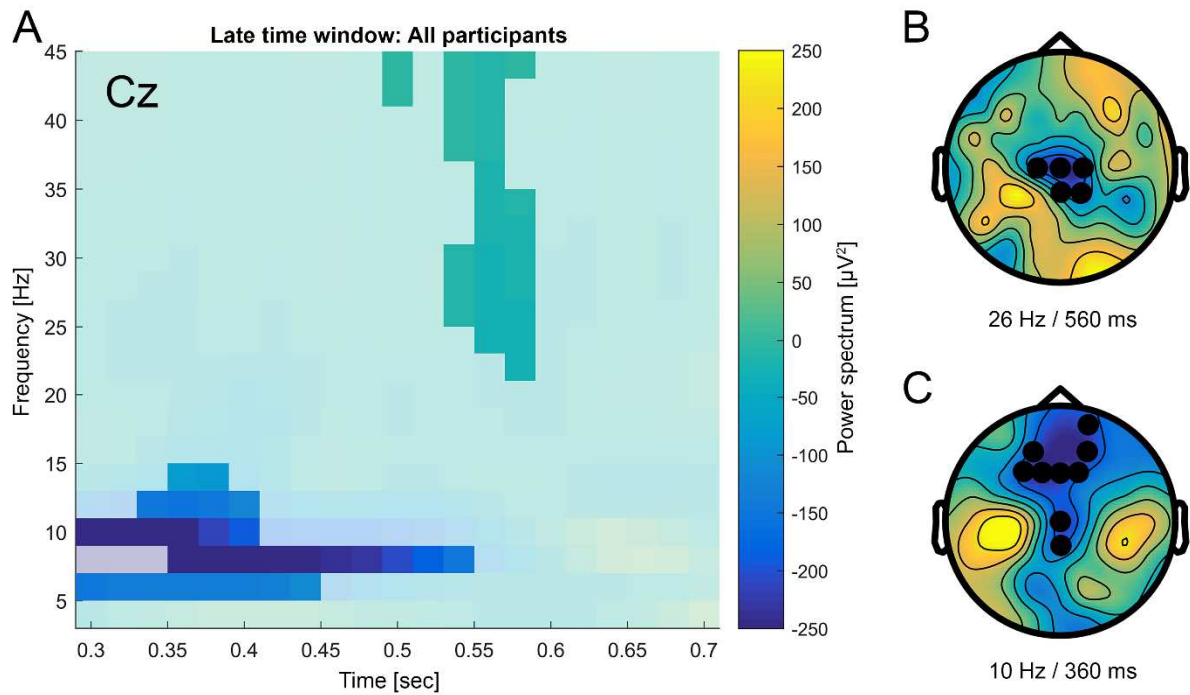 A
Late time window: All participants
Cz
45
40
35
30
25
20
15
10
5
Frequency [Hz]
0.3 0.35 0.4 0.45 0.5 0.55 0.6 0.65 0.7
Time [sec]
250
200
150
100
50
0
-50
-100
-150
-200
-250
Power spectrum [µV²]
B
26 Hz / 560 ms
C
10 Hz / 360 ms